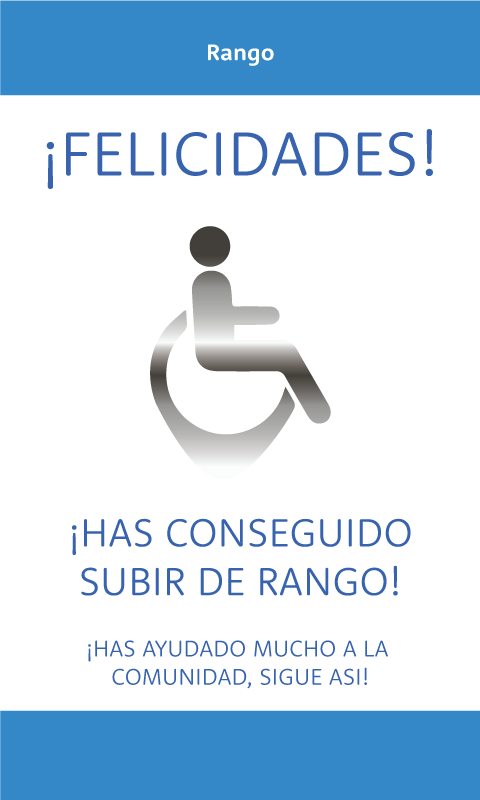 Rango
¡FELICIDADES!
¡HAS CONSEGUIDO
SUBIR DE RANGO!
¡HAS AYUDADO MUCHO A LA
COMUNIDAD, SIGUE ASI!